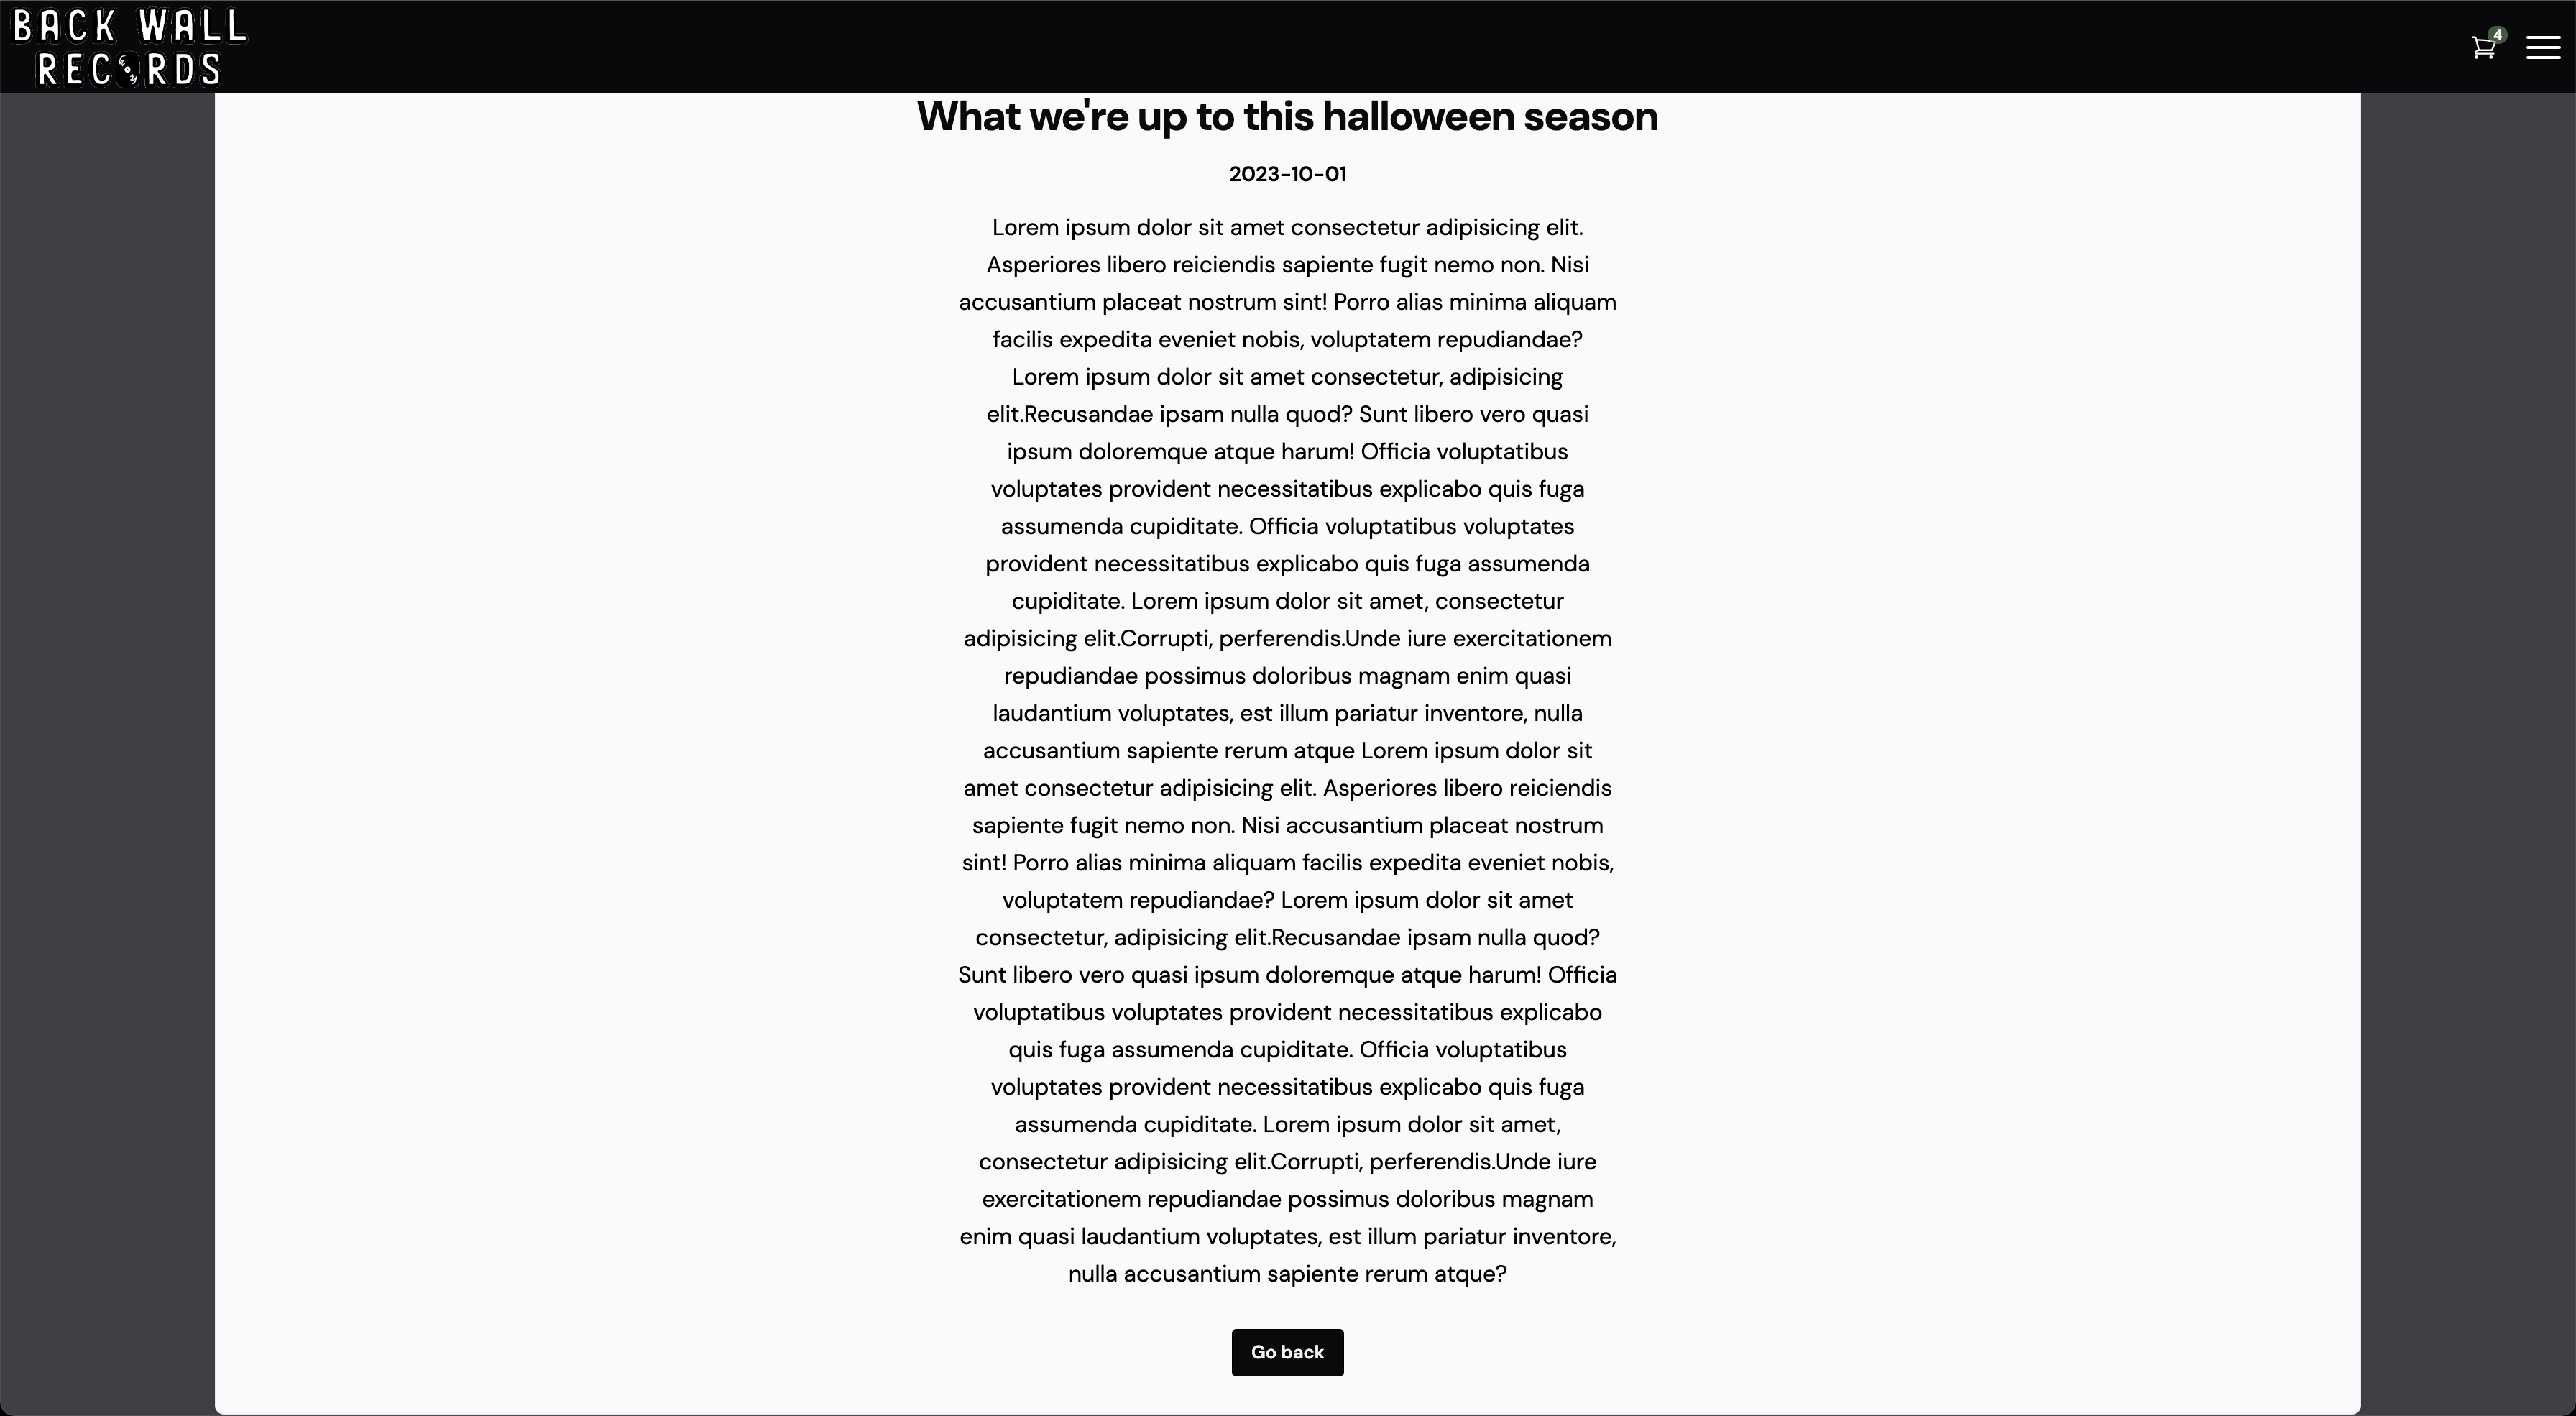 BACK WALL
RECORDS
4
What we're up to this halloween season
2023-10-01
Lorem ipsum dolor sit amet consectetur adipisicing elit.
Asperiores libero reiciendis sapiente fugit nemo non. Nisi
accusantium placeat nostrum sint! Porro alias minima aliquam
facilis expedita eveniet nobis, voluptatem repudiandae?
Lorem ipsum dolor sit amet consectetur, adipisicing
elit.Recusandae ipsam nulla quod? Sunt libero vero quasi
ipsum doloremque atque harum! Officia voluptatibus
voluptates provident necessitatibus explicabo quis fuga
assumenda cupiditate. Officia voluptatibus voluptates
provident necessitatibus explicabo quis fuga assumenda
cupiditate. Lorem ipsum dolor sit amet, consectetur
adipisicing elit.Corrupti, perferendis.Unde iure exercitationem
repudiandae possimus doloribus magnam enim quasi
laudantium voluptates, est illum pariatur inventore, nulla
accusantium sapiente rerum atque Lorem ipsum dolor sit
amet consectetur adipisicing elit. Asperiores libero reiciendis
sapiente fugit nemo non. Nisi accusantium placeat nostrum
sint! Porro alias minima aliquam facilis expedita eveniet nobis,
voluptatem repudiandae? Lorem ipsum dolor sit amet
consectetur, adipisicing elit.Recusandae ipsam nulla quod?
Sunt libero vero quasi ipsum doloremque atque harum! Officia
voluptatibus voluptates provident necessitatibus explicabo
quis fuga assumenda cupiditate. Officia voluptatibus
voluptates provident necessitatibus explicabo quis fuga
assumenda cupiditate. Lorem ipsum dolor sit amet,
consectetur adipisicing elit.Corrupti, perferendis.Unde iure
exercitationem repudiandae possimus doloribus magnam
enim quasi laudantium voluptates, est illum pariatur inventore,
nulla accusantium sapiente rerum atque?
Go back